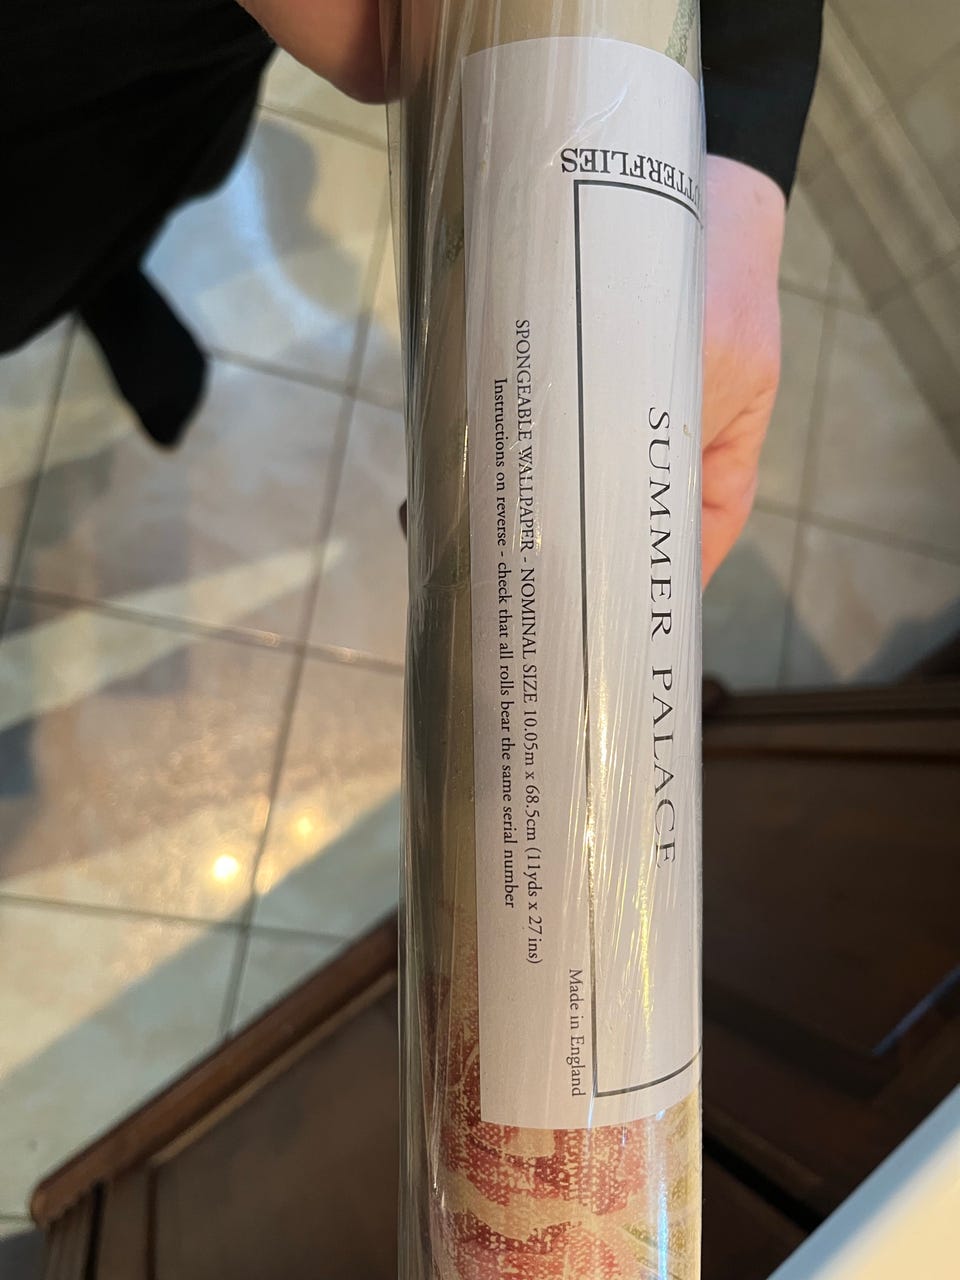 SUMMER PALACE
Made in England
SPONGEABLE WALLPAPER - NOMINAL SIZE 10.05m x 68.5cm (11yds x 27 ins)
Instructions on reverse - check that all rolls bear the same serial number